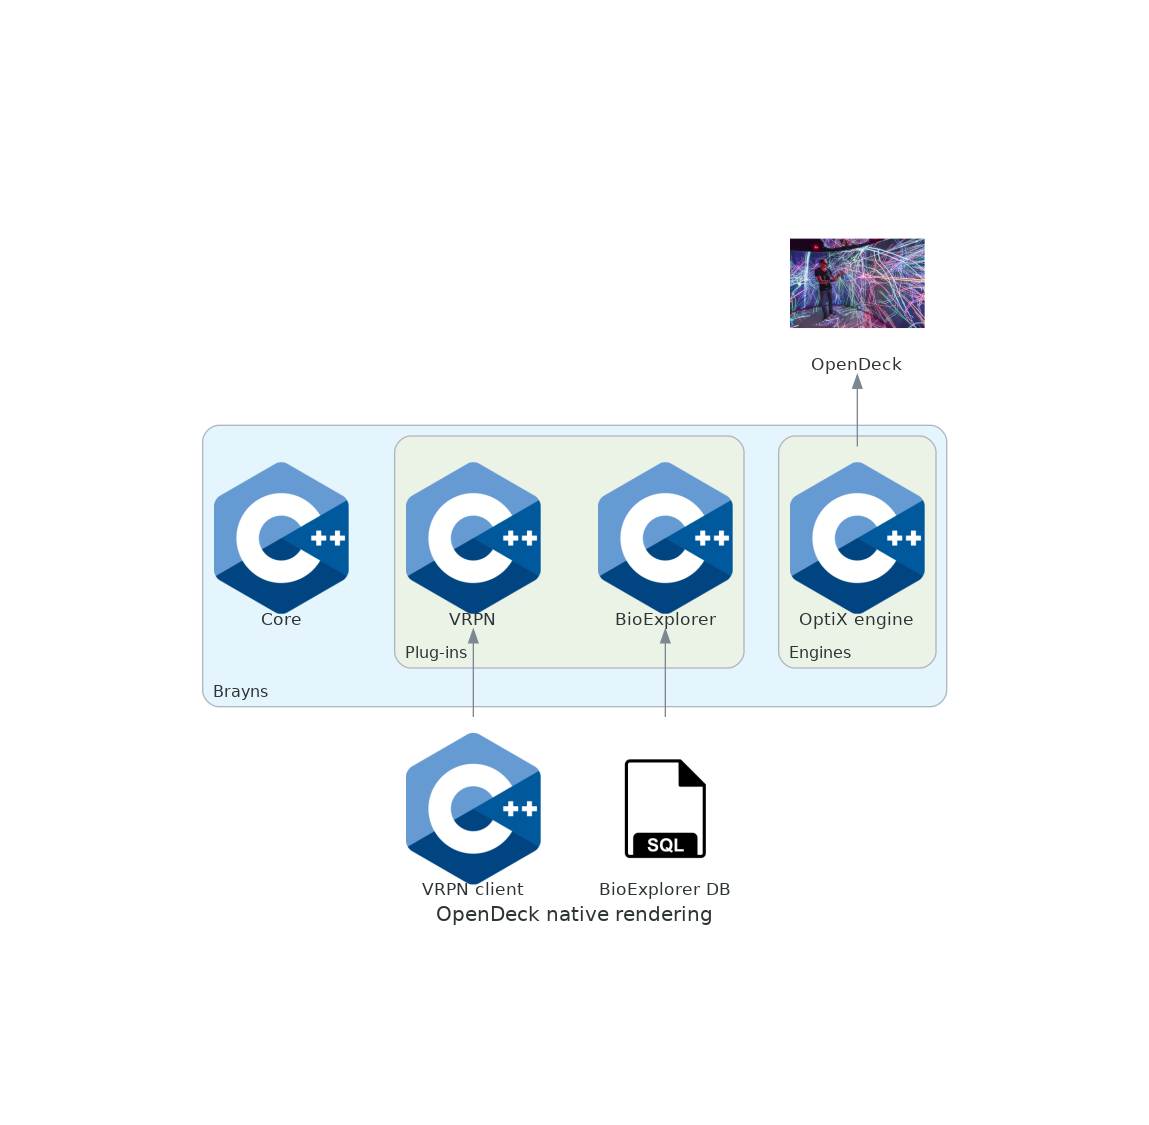 OpenDeck
C ++
C ++
C ++
C ++
Core
VRPN
BioExplorer
OptiX engine
Plug-ins
Engines
Brayns
C ++
SQL
VRPN client
BioExplorer DB
OpenDeck native rendering